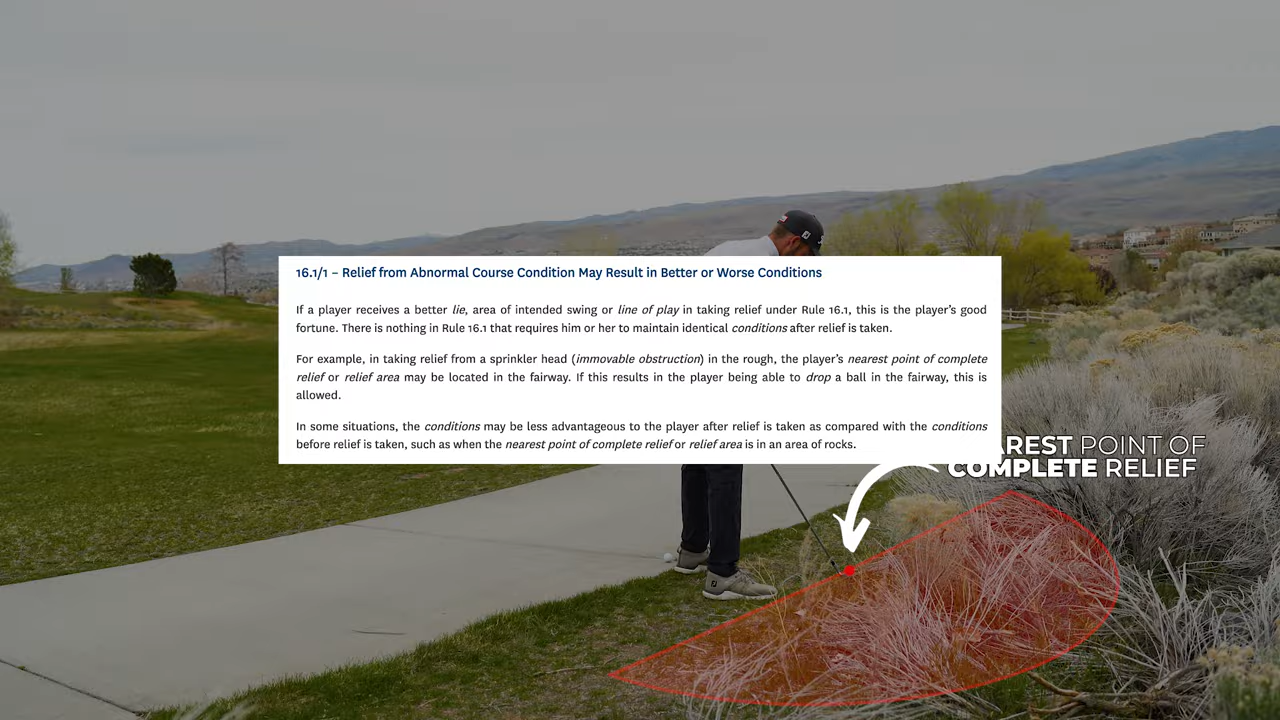 16.1/1 – Relief from Abnormal Course Condition May Result in Better or Worse Conditions
If a player receives a better lie, area of intended swing or line of play in taking relief under Rule 16.1, this is the player's good
fortune. There is nothing in Rule 16.1 that requires him or her to maintain identical conditions after relief is taken.
For example, in taking relief from a sprinkler head (immovable obstruction) in the rough, the player's nearest point of complete
relief or relief area may be located in the fairway. If this results in the player being able to drop a ball in the fairway, this is
allowed.
In some situations, the conditions may be less advantageous to the player after relief is taken as compared with the conditions
before relief is taken, such as when the nearest point of complete relief or relief area is in an area of rocks.
AREST POINT OF
COMPLETE RELIEF